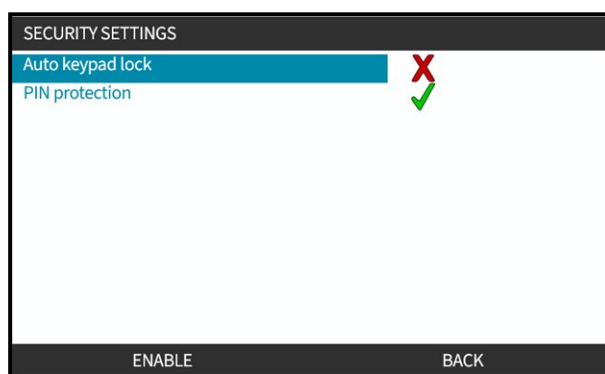 SECURITY SETTINGS
Auto keypad lock
PIN protection
ENABLE BACK